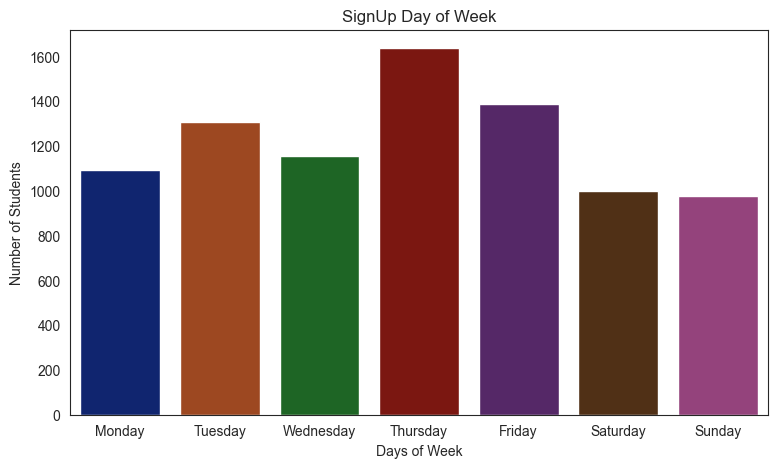 SignUp Day of Week
Number of Students
1600
1400
1200
1000
800
600
400
200
0
Monday Tuesday Wednesday Thursday Friday Saturday Sunday
Days of Week